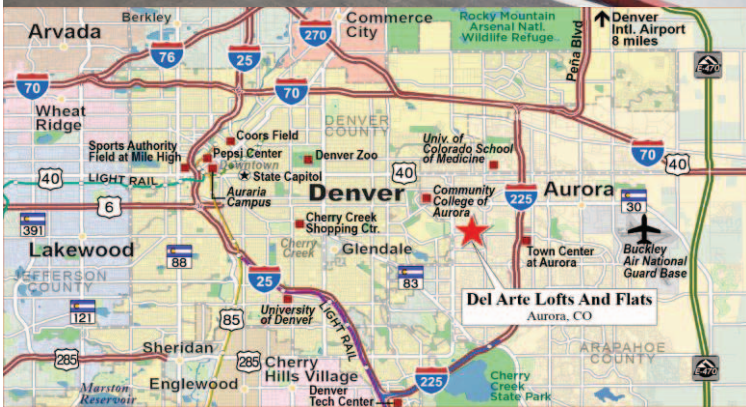 Berkley
Arvada
76
25
270
Commerce
City
Rocky Mountain
Arsenal Natl.
Wildlife Refuge
Peña Blvd
Denver
Intl. Airport
8 miles
E-470
70
70
Wheat
Ridge
DENVER
COUNTY
Coors Field
Sports Authority
Field at Mile High
Pepsi Center
Downtown
Denver Zoo
Univ. of
Colorado School
of Medicine
70
40
40
40
LIGHT RAIL
State Capitol
Auraria
Campus
6
Denver
Community
College of
Aurora
225
Aurora
30
391
Cherry Creek
Shopping Ctr.
Lakewood
88
Cherry
Creek
Glendale
Town Center
at Aurora
Buckley
Air National
Guard Base
JEFFERSON
COUNTY
25
83
121
University
of Denver
LIGHT RAIL
Del Arte Lofts And Flats
Aurora, CO
85
285
Sheridan
285
Cherry
Hills Village
ARAPAHOE
COUNTY
E-470
Englewood
Marston
Reservoir
Denver
Tech Center
225
Cherry
Creek
State Park